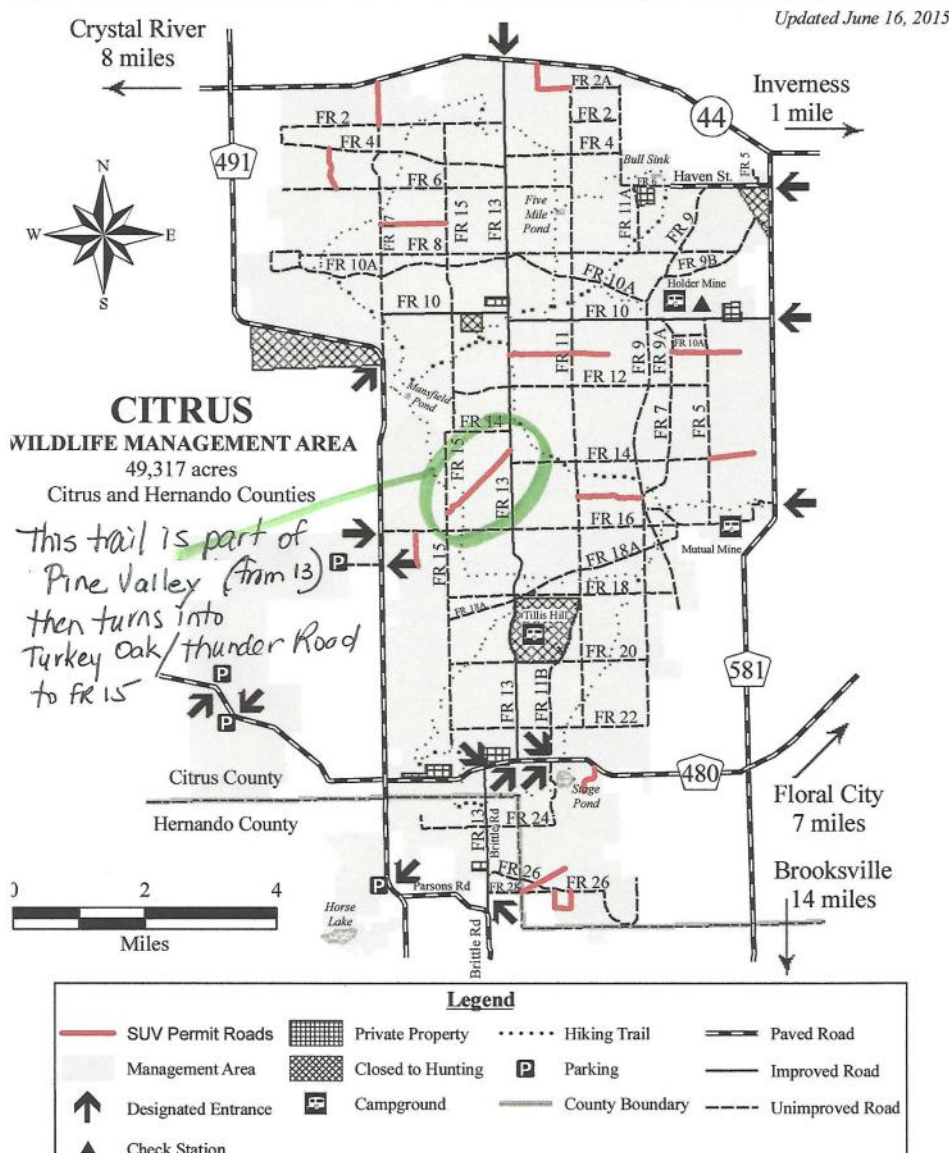 Updated June 16, 2015
Crystal River
8 miles
Inverness
1 mile
44
491
FR 2A
FR 2
FR 2
FR 4
FR 4
Bull Sink
FR 5
Haven St.
FR 6
FR 6
FR 15
FR 13
Five
Mile
Pond
FR 11A
FR 9
FR 17
FR 8
FR 9B
FR 10A
FR 10A
Holder Mine
N
W
E
S
FR 10
FR 10
FR 11
FR 9
FR 9A
FR 10A
FR 12
Mansfield
Pond
FR 7
FR 5
CITRUS
WILDLIFE MANAGEMENT AREA
49,317 acres
Citrus and Hernando Counties
FR 14
FR 15
FR 13
FR 14
This trail is part of
Pine Valley (from 13)
then turns into
Turkey Oak/thunder Road
to FR 15
P
FR 16
Mutual Mine
FR 15
FR 18A
FR 18
FR 18A
Tillis Hill
FR. 20
581
P
P
FR 13
FR 11B
FR 22
480
Citrus County
Hernando County
Stage
Pond
Floral City
7 miles
FR 13
Brittle Rd
FR 24
Brooksville
14 miles
FR 26
FR 28
FR 26
P
Parsons Rd
Horse
Lake
Brittle Rd
0
2
4
Miles
Legend
SUV Permit Roads
Private Property
Hiking Trail
Paved Road
Management Area
Closed to Hunting
P
Parking
Improved Road
Designated Entrance
Campground
County Boundary
Unimproved Road
Check Station